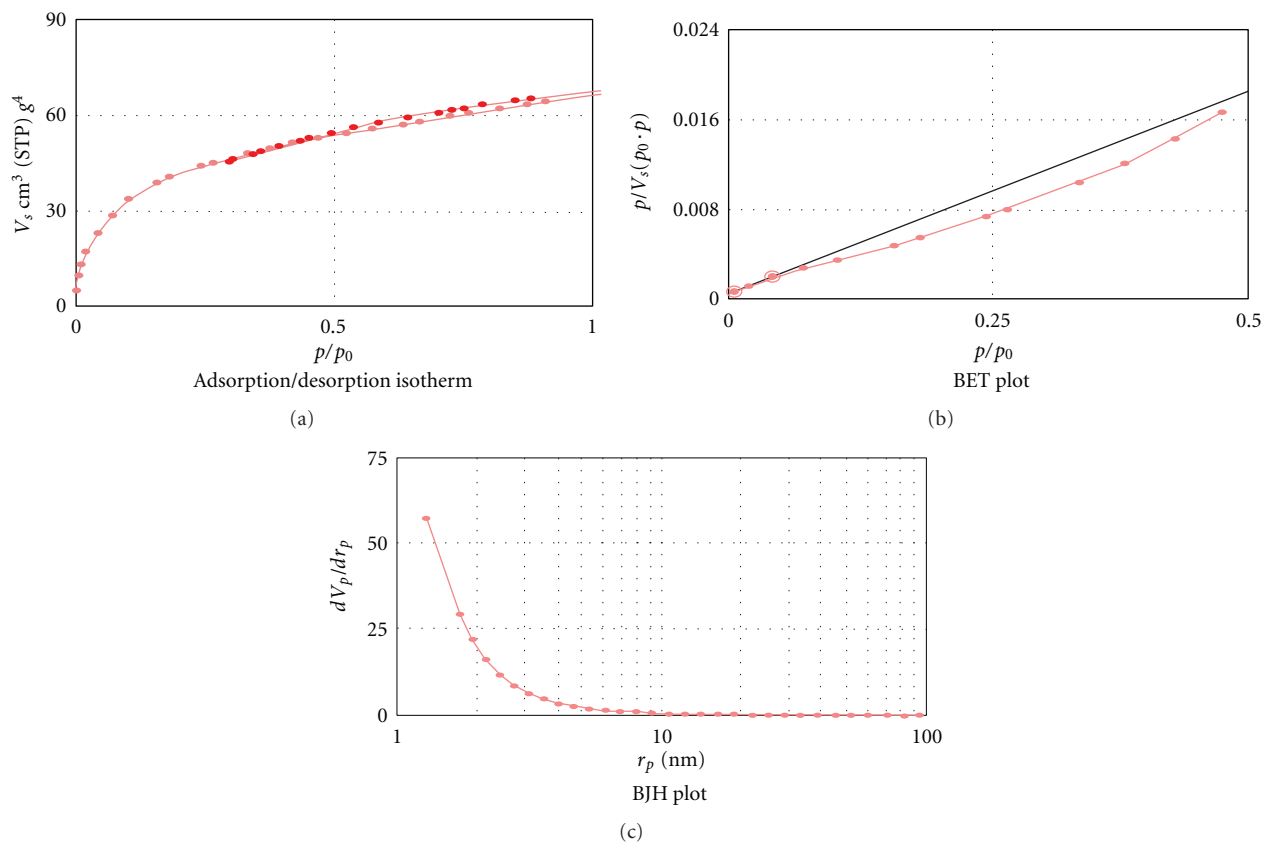 90
60
30
0
0
0.5
1
V_s cm³ (STP) g⁴
p/p₀
Adsorption/desorption isotherm
(a)
0.024
0.016
0.008
0
0
0.25
0.5
p/V_s(p₀·p)
p/p₀
BET plot
(b)
75
50
25
0
1
10
100
dV_p/dr_p
r_p (nm)
BJH plot
(c)